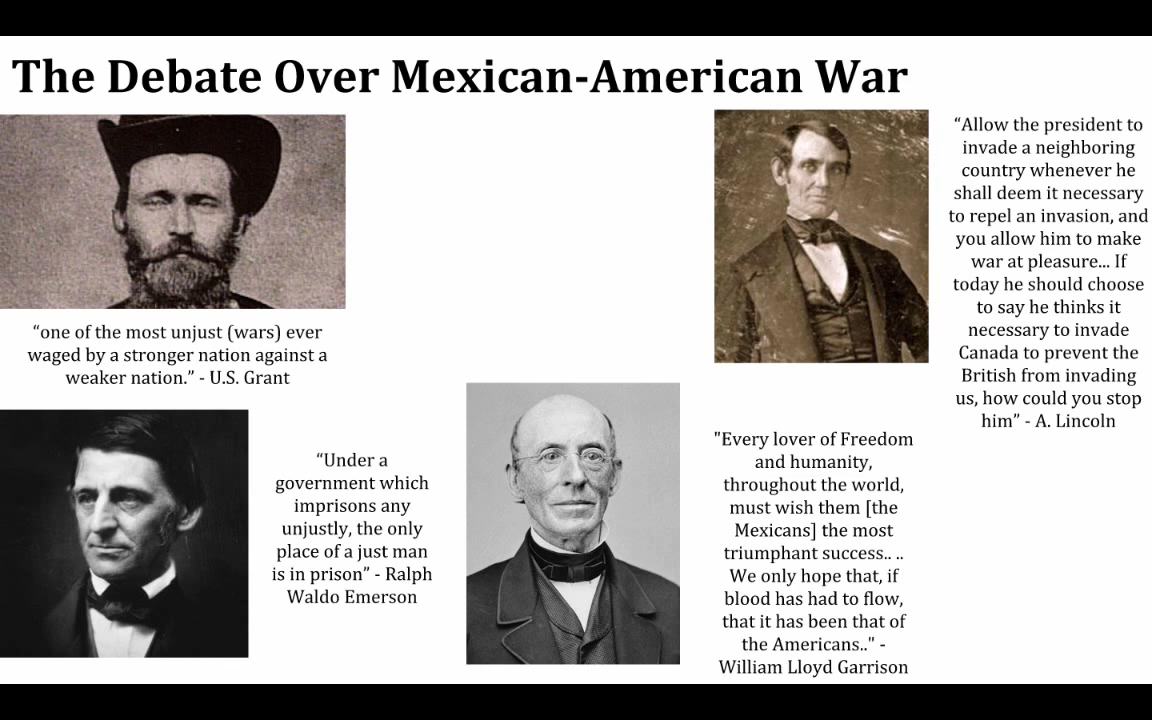 The Debate Over Mexican-American War
“one of the most unjust (wars) ever
waged by a stronger nation against a
weaker nation.” - U.S. Grant
“Allow the president to
invade a neighboring
country whenever he
shall deem it necessary
to repel an invasion, and
you allow him to make
war at pleasure... If
today he should choose
to say he thinks it
necessary to invade
Canada to prevent the
British from invading
us, how could you stop
him” - A. Lincoln
“Under a
government which
imprisons any
unjustly, the only
place of a just man
is in prison” - Ralph
Waldo Emerson
"Every lover of Freedom
and humanity,
throughout the world,
must wish them [the
Mexicans] the most
triumphant success.. ..
We only hope that, if
blood has had to flow,
that it has been that of
the Americans.." -
William Lloyd Garrison